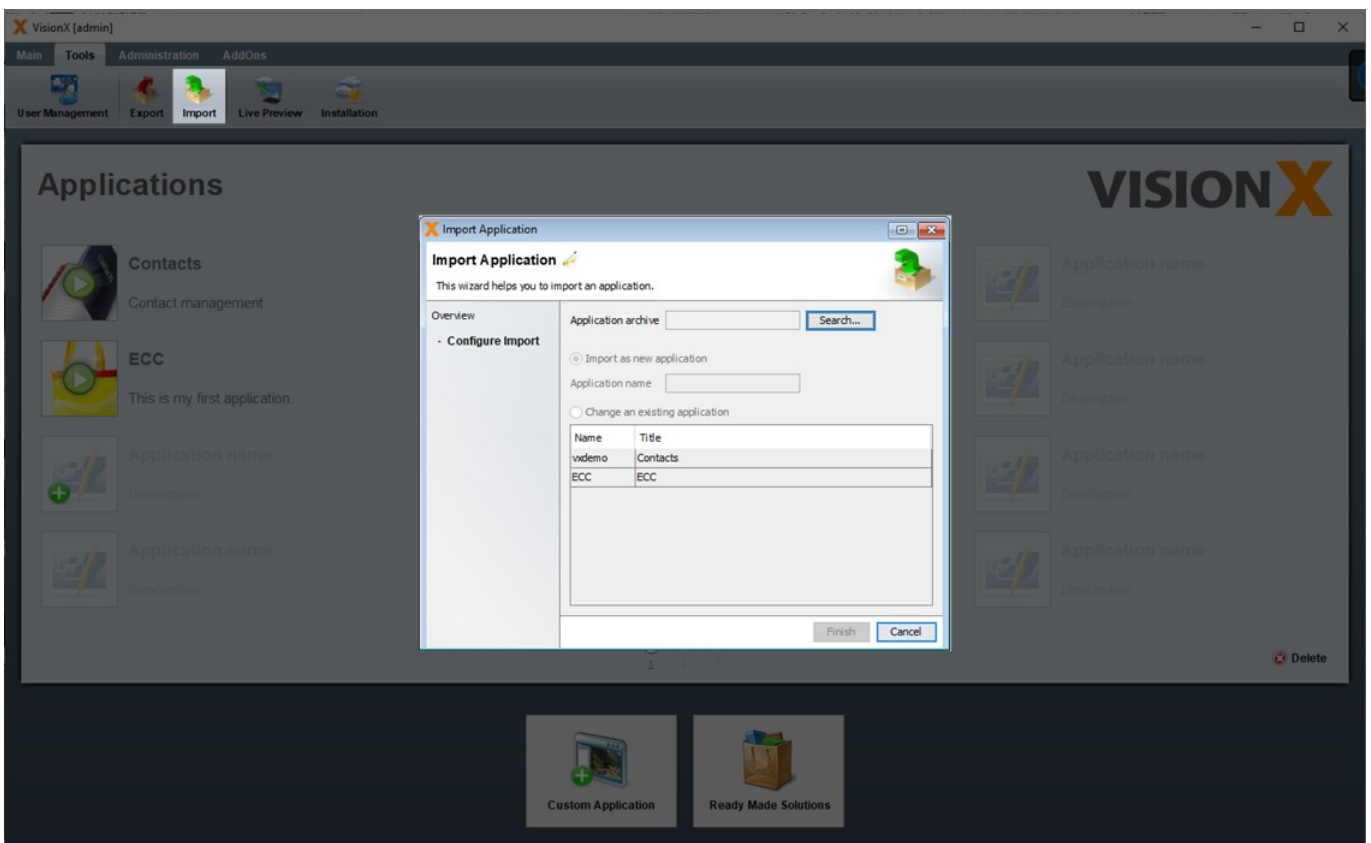 VisionX [admin]
Main Tools Administration AddOns
User Management Export Import Live Preview Installation
Applications
VISIONX
Contacts
Contact management
ECC
This is my first application.
Application name
Description
Application name
Description
Import Application
Import Application
This wizard helps you to import an application.
Overview
- Configure Import
Application archive Search...
Import as new application
Application name
Change an existing application
Name Title
vxdemo Contacts
ECC ECC
Finish Cancel
Application name
Description
Application name
Description
Application name
Description
Application name
Description
1 2 3
Delete
Custom Application Ready Made Solutions